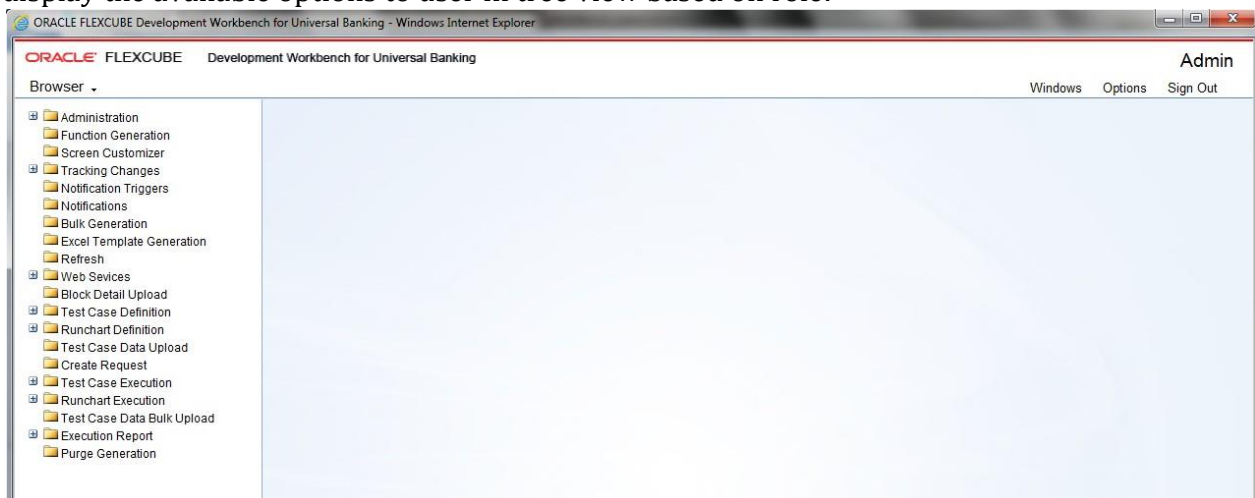 display the available options to user in tree view based on role.
ORACLE FLEXCUBE Development Workbench for Universal Banking - Windows Internet Explorer
ORACLE FLEXCUBE Development Workbench for Universal Banking
Admin
Browser
Windows Options Sign Out
Administration
Function Generation
Screen Customizer
Tracking Changes
Notification Triggers
Notifications
Bulk Generation
Excel Template Generation
Refresh
Web Sevices
Block Detail Upload
Test Case Definition
Runchart Definition
Test Case Data Upload
Create Request
Test Case Execution
Runchart Execution
Test Case Data Bulk Upload
Execution Report
Purge Generation